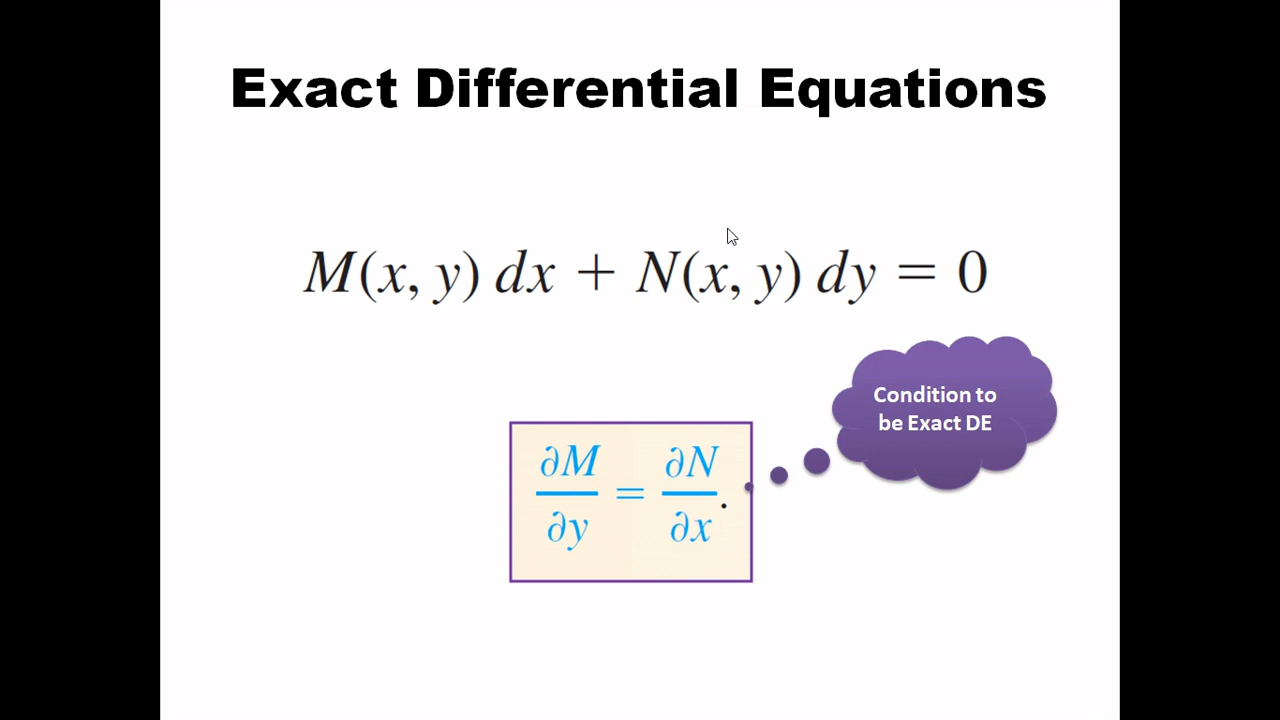 Exact Differential Equations
M(x, y) dx + N(x, y) dy = 0
Condition to
be Exact DE
∂M/∂y = ∂N/∂x.